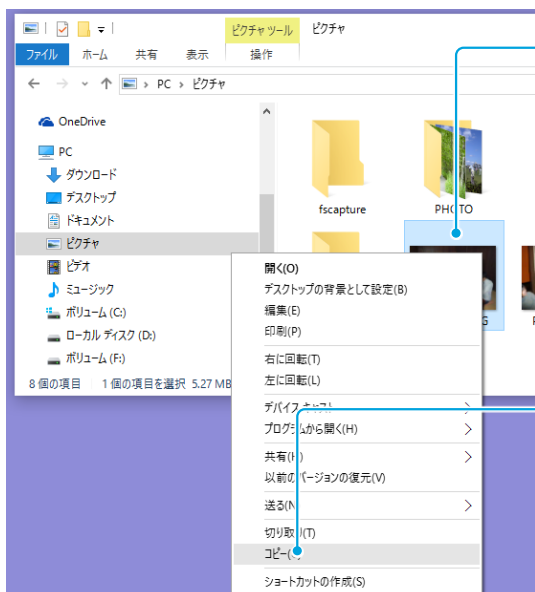 ピクチャ ツール ピクチャ
ファイル ホーム 共有 表示 操作
PC ピクチャ
OneDrive
PC
ダウンロード
デスクトップ
ドキュメント
ピクチャ
ビデオ
ミュージック
ボリューム (C:)
ローカル ディスク (D:)
ボリューム (F:)
8 個の項目 1 個の項目を選択 5.27 MB
fscapture
PHOTO
開く(O)
デスクトップの背景として設定(B)
編集(E)
印刷(P)
右に回転(T)
左に回転(L)
プログラムから開く(H)
共有(H)
以前のバージョンの復元(V)
送る(N)
切り取り(T)
コピー(
ショートカットの作成(S)